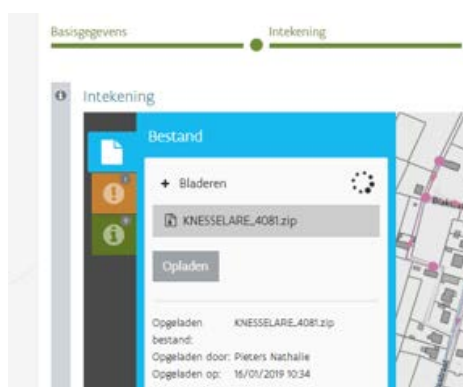 Basisgegevens
Intekening
Intekening
Bestand
+ Bladeren
KNESSELARE_4081.zip
Opladen
Opgeladen bestand: KNESSELARE_4081.zip
Opgeladen door: Pieters Nathalie
Opgeladen op: 16/01/2019 10:34